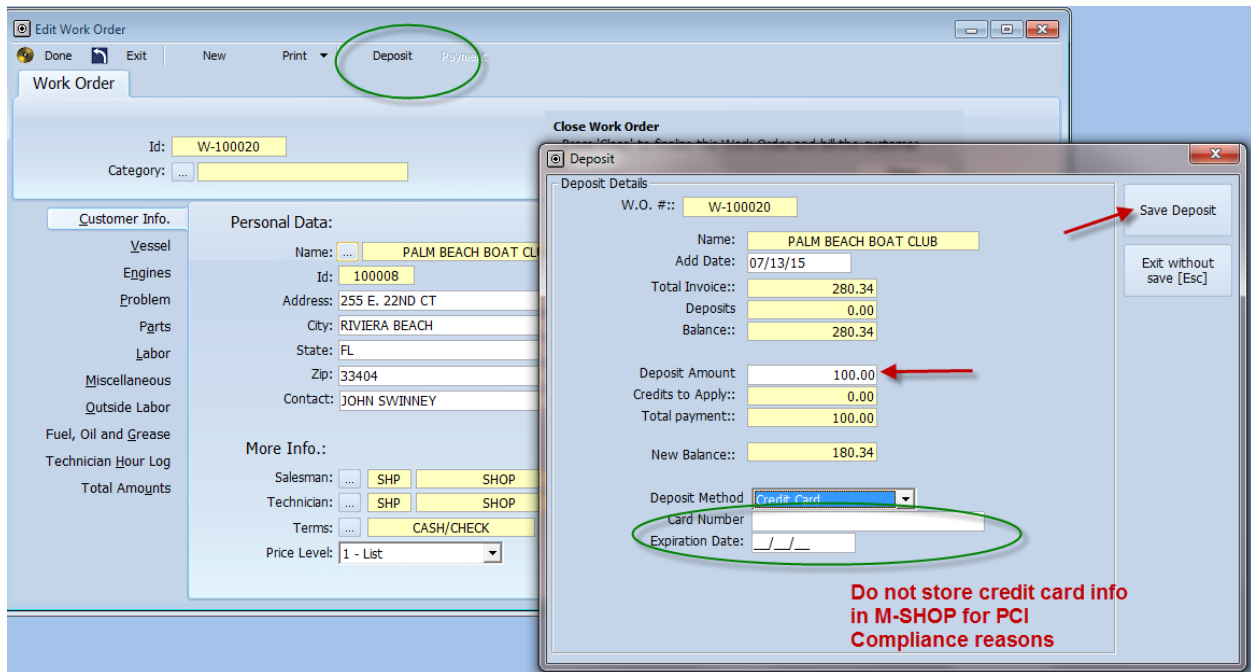 Edit Work Order
Done Exit New Print Deposit Payment
Work Order
Id: W-100020
Category: ...
Close Work Order
Customer Info.
Vessel
Engines
Problem
Parts
Labor
Miscellaneous
Outside Labor
Fuel, Oil and Grease
Technician Hour Log
Total Amounts
Personal Data:
Name: ... PALM BEACH BOAT CLU
Id: 100008
Address: 255 E. 22ND CT
City: RIVIERA BEACH
State: FL
Zip: 33404
Contact: JOHN SWINNEY
More Info.:
Salesman: ... SHP SHOP
Technician: ... SHP SHOP
Terms: ... CASH/CHECK
Price Level: 1 - List
Deposit
Deposit Details
W.O. #:: W-100020
Name: PALM BEACH BOAT CLUB
Add Date: 07/13/15
Total Invoice:: 280.34
Deposits 0.00
Balance:: 280.34
Deposit Amount 100.00
Credits to Apply:: 0.00
Total payment:: 100.00
New Balance:: 180.34
Deposit Method Credit Card
Card Number
Expiration Date: __/__/__
Save Deposit
Exit without
save [Esc]
Do not store credit card info
in M-SHOP for PCI
Compliance reasons